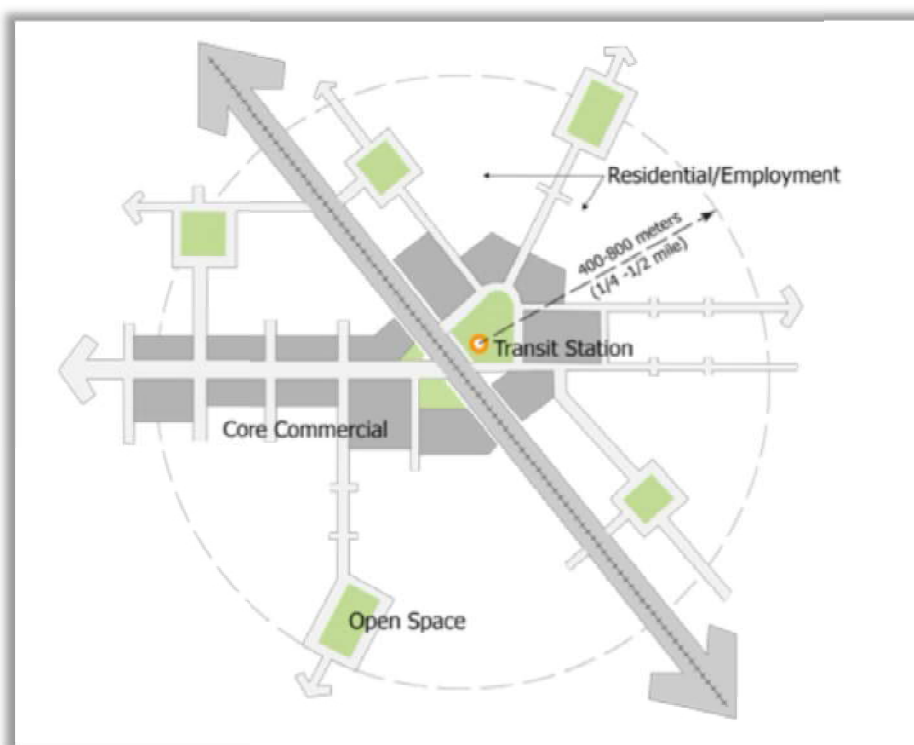 Residential/Employment
400-800 meters
(1/4 -1/2 mile)
Transit Station
Core Commercial
Open Space